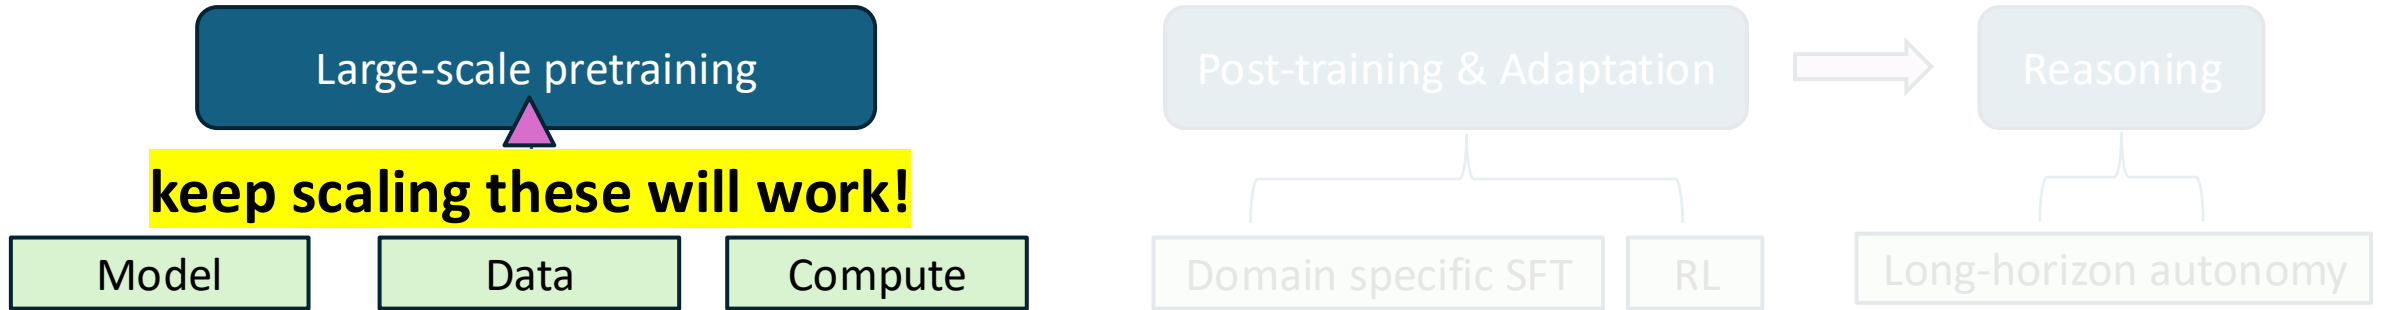 Large-scale pretraining
Post-training & Adaptation
Reasoning
keep scaling these will work!
Model
Data
Compute
Domain specific SFT
RL
Long-horizon autonomy